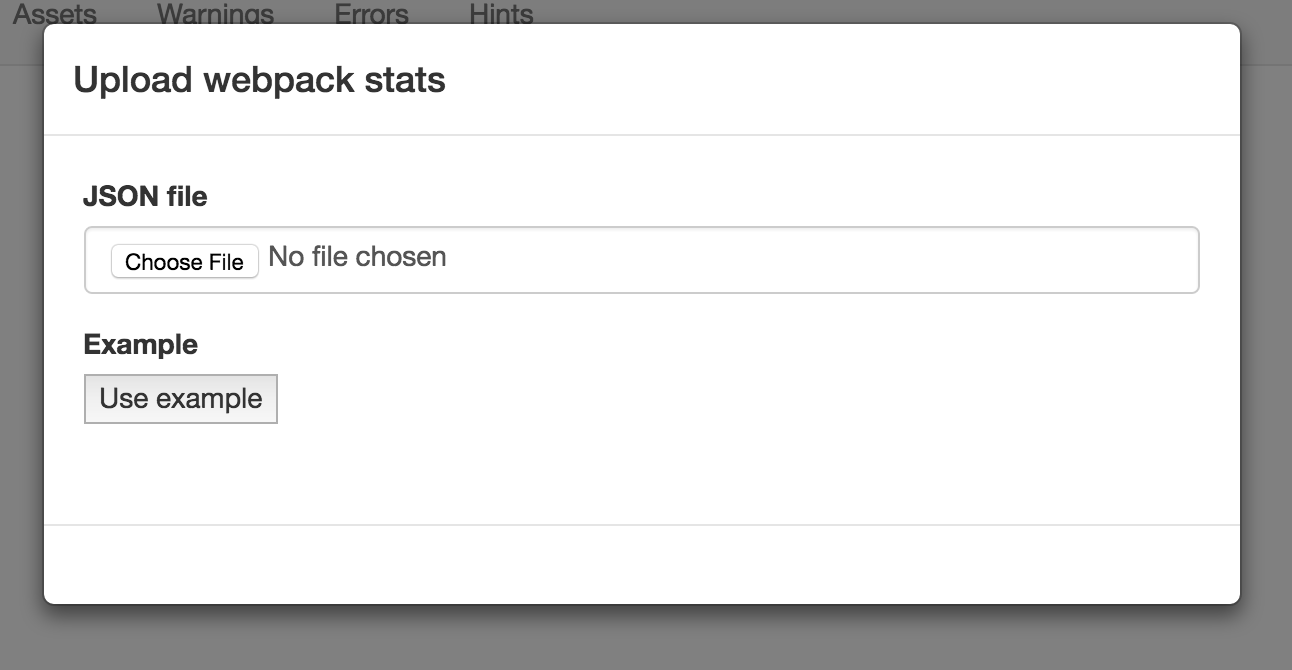 Assets Warnings Errors Hints
Upload webpack stats
JSON file
Choose File No file chosen
Example
Use example